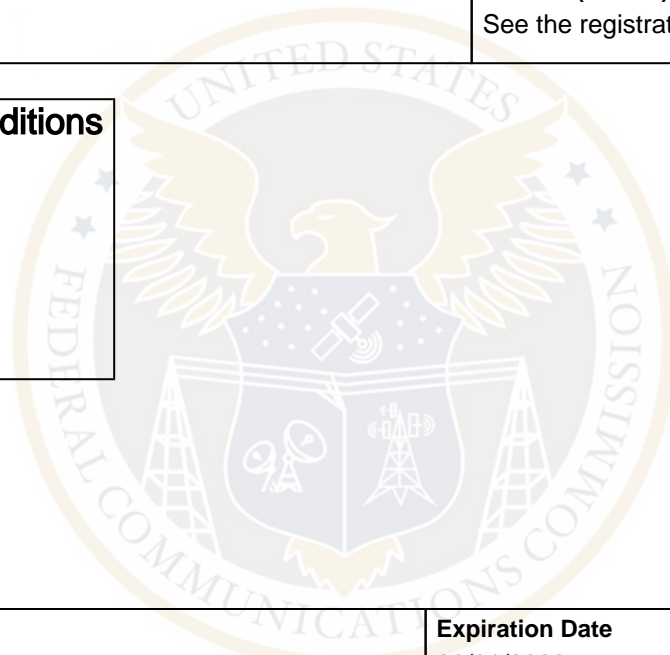 See the registrat
ditions
UNITED STATES
FEDERAL COMMUNICATIONS COMMISSION
Expiration Date